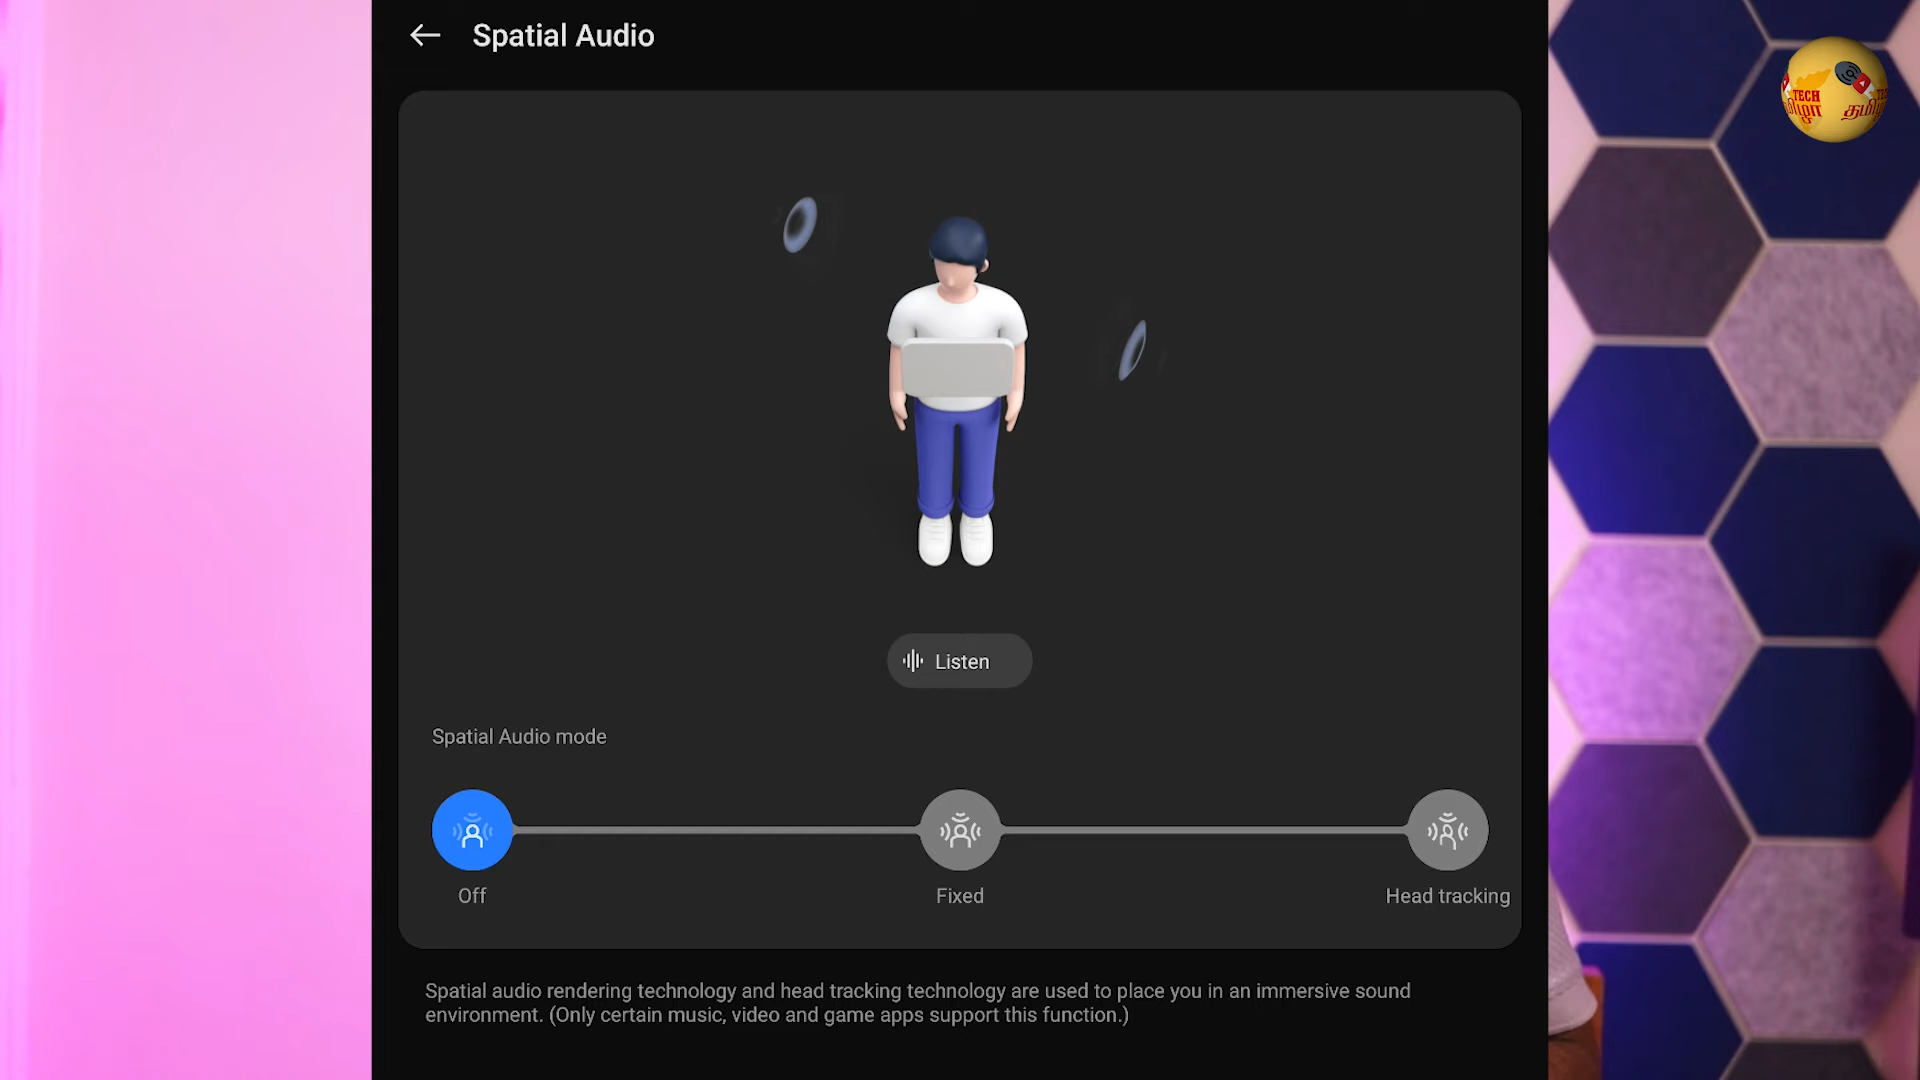 Spatial Audio
TECH
தமிழா
Listen
Spatial Audio mode
Off
Fixed
Head tracking
Spatial audio rendering technology and head tracking technology are used to place you in an immersive sound
environment. (Only certain music, video and game apps support this function.)